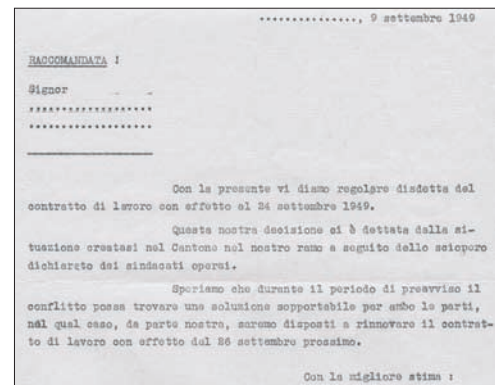 ..............., 9 settembre 1949
RACCOMANDATA !
Signor
...................
...................
Con la presente vi diamo regolare disdetta del
contratto di lavoro con effetto al 24 settembre 1949.
Questa nostra decisione ci è dettata dalla si-
tuazione creatasi nel Cantone nel nostro ramo a seguito dello sciopero
dichiarato dai sindacati operai.
Speriamo che durante il periodo di preavviso il
conflitto possa trovare una soluzione sopportabile per ambo le parti,
nel qual caso, da parte nostra, saremo disposti a rinnovare il contrat-
to di lavoro con effetto dal 26 settembre prossimo.
Con la migliore stima :